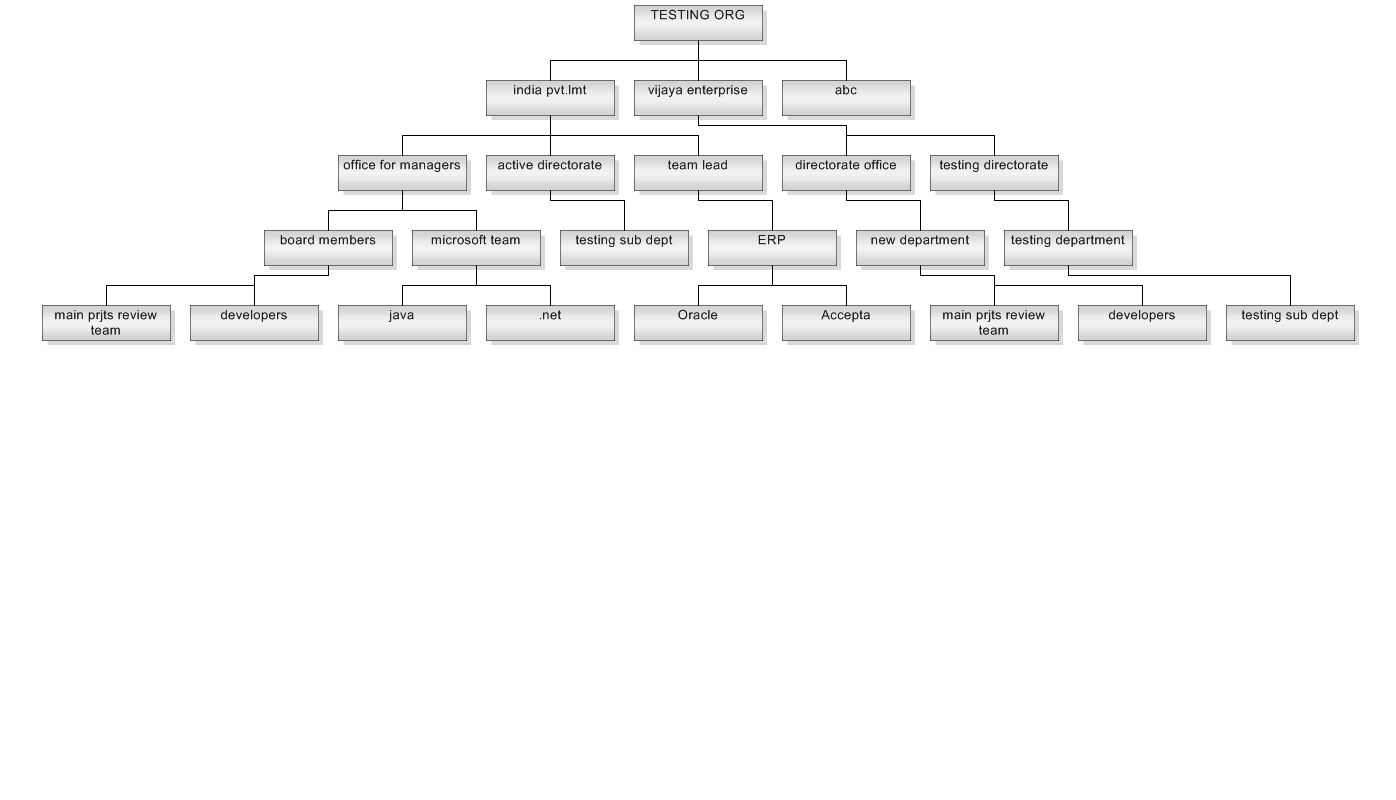 TESTING ORG
india pvt.lmt
vijaya enterprise
abc
office for managers
active directorate
team lead
directorate office
testing directorate
board members
microsoft team
testing sub dept
ERP
new department
testing department
main prjts review
team
developers
java
.net
Oracle
Accepta
main prjts review
team
developers
testing sub dept